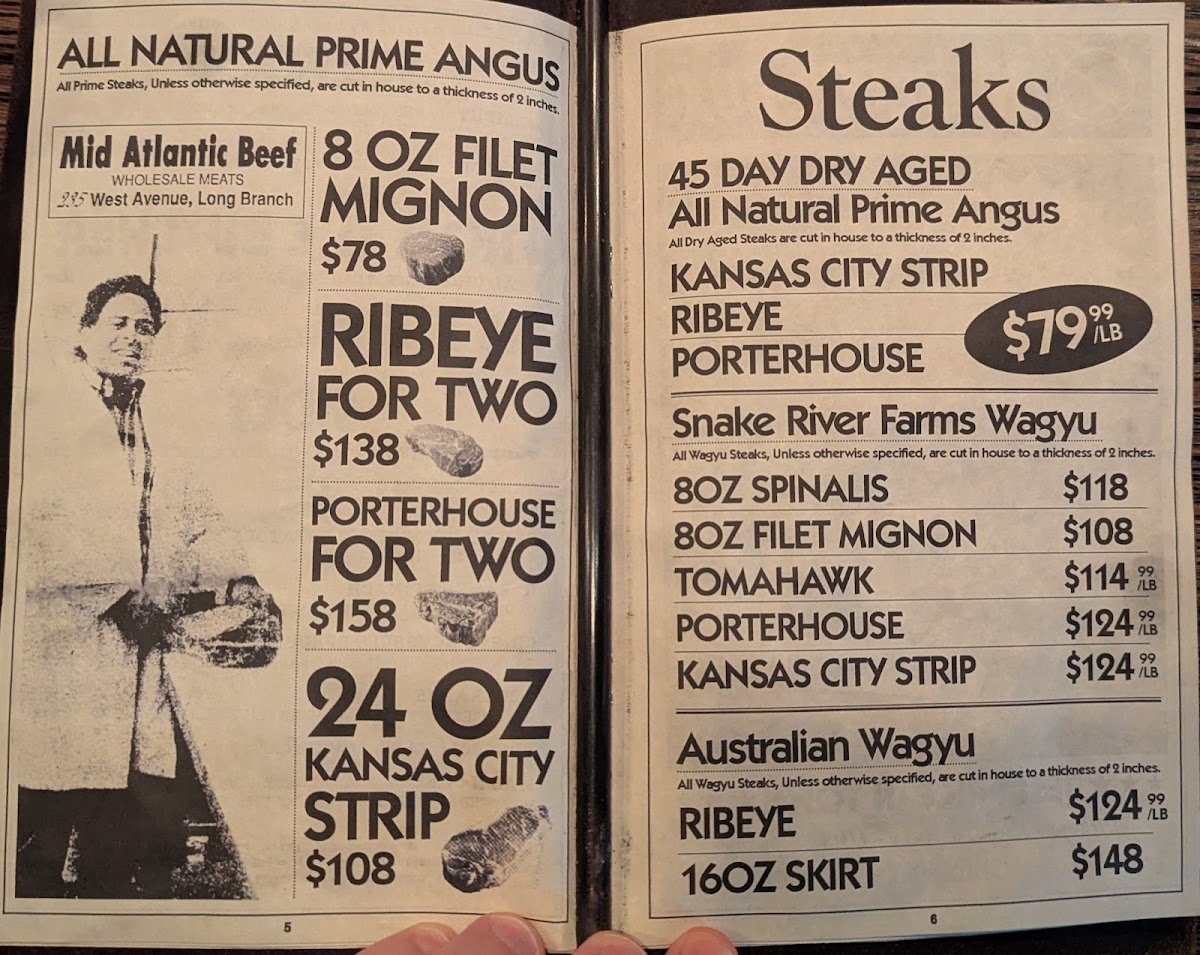 ALL NATURAL PRIME ANGUS
All Prime Steaks, Unless otherwise specified, are cut in house to a thickness of 2 inches.
Mid Atlantic Beef
WHOLESALE MEATS
235 West Avenue, Long Branch
8 OZ FILET
MIGNON
$78
RIBEYE
FOR TWO
$138
PORTERHOUSE
FOR TWO
$158
24 OZ
KANSAS CITY
STRIP
$108
5
Steaks
45 DAY DRY AGED
All Natural Prime Angus
All Dry Aged Steaks are cut in house to a thickness of 2 inches.
KANSAS CITY STRIP
RIBEYE
PORTERHOUSE
$79 99 /LB
Snake River Farms Wagyu
All Wagyu Steaks, Unless otherwise specified, are cut in house to a thickness of 2 inches.
8OZ SPINALIS $118
8OZ FILET MIGNON $108
TOMAHAWK $114 99 /LB
PORTERHOUSE $124 99 /LB
KANSAS CITY STRIP $124 99 /LB
Australian Wagyu
All Wagyu Steaks, Unless otherwise specified, are cut in house to a thickness of 2 inches.
RIBEYE $124 99 /LB
16OZ SKIRT $148
6